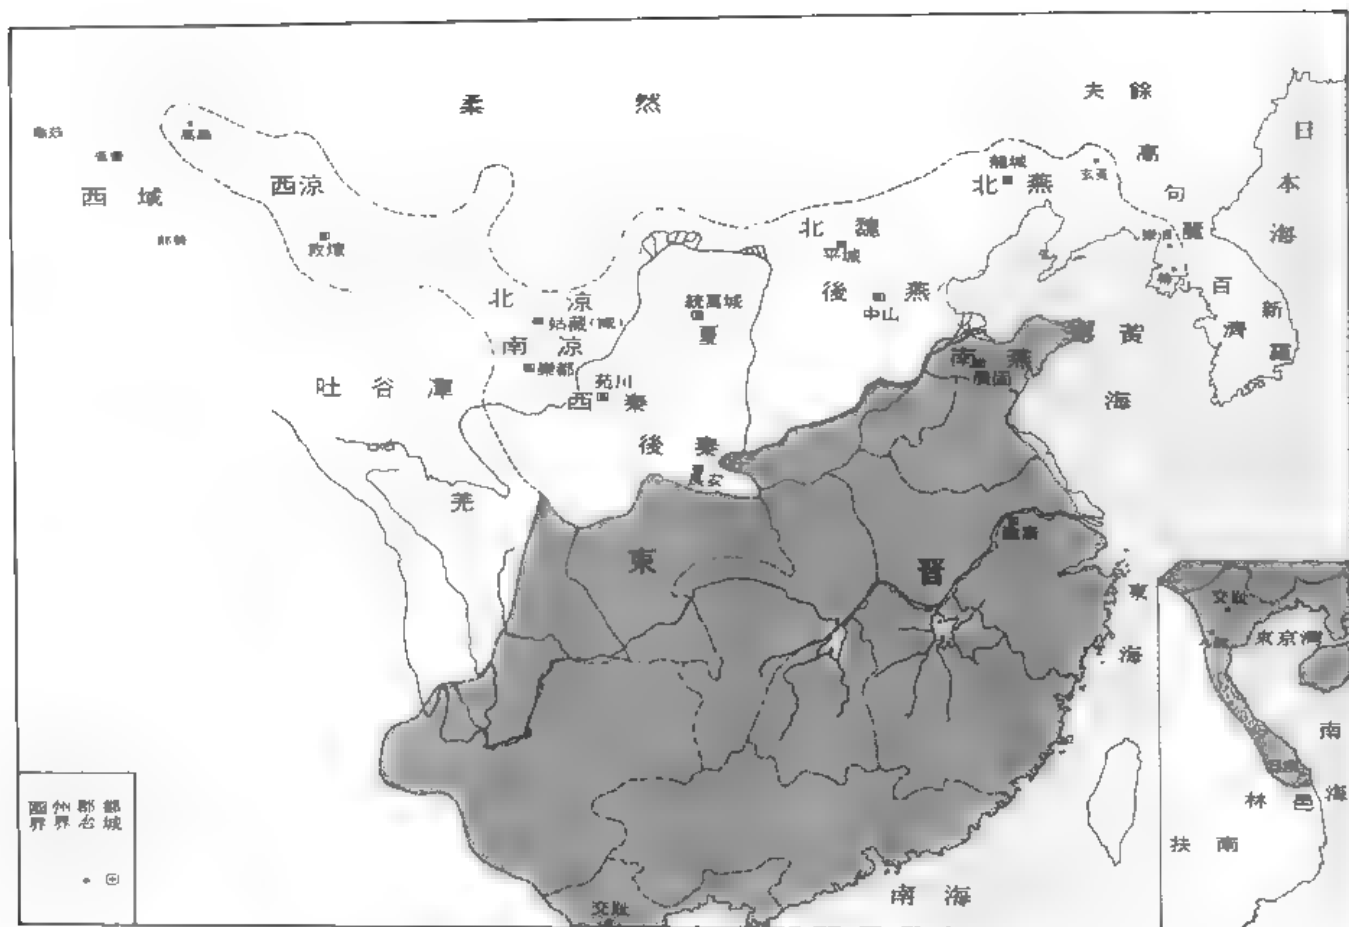 柔然
夫餘
高句麗
日本海
西域
西涼
敦煌
龍城
北燕
北魏
平城
後燕
中山
百濟
新羅
北涼
姑臧
南涼
樂都
統萬城
夏
苑川
西秦
後秦
長安
吐谷渾
羌
南燕
廣固
黃海
東晉
東海
交趾
東京灣
南海
林邑
扶南
南海
交趾
都城
郡治
國界